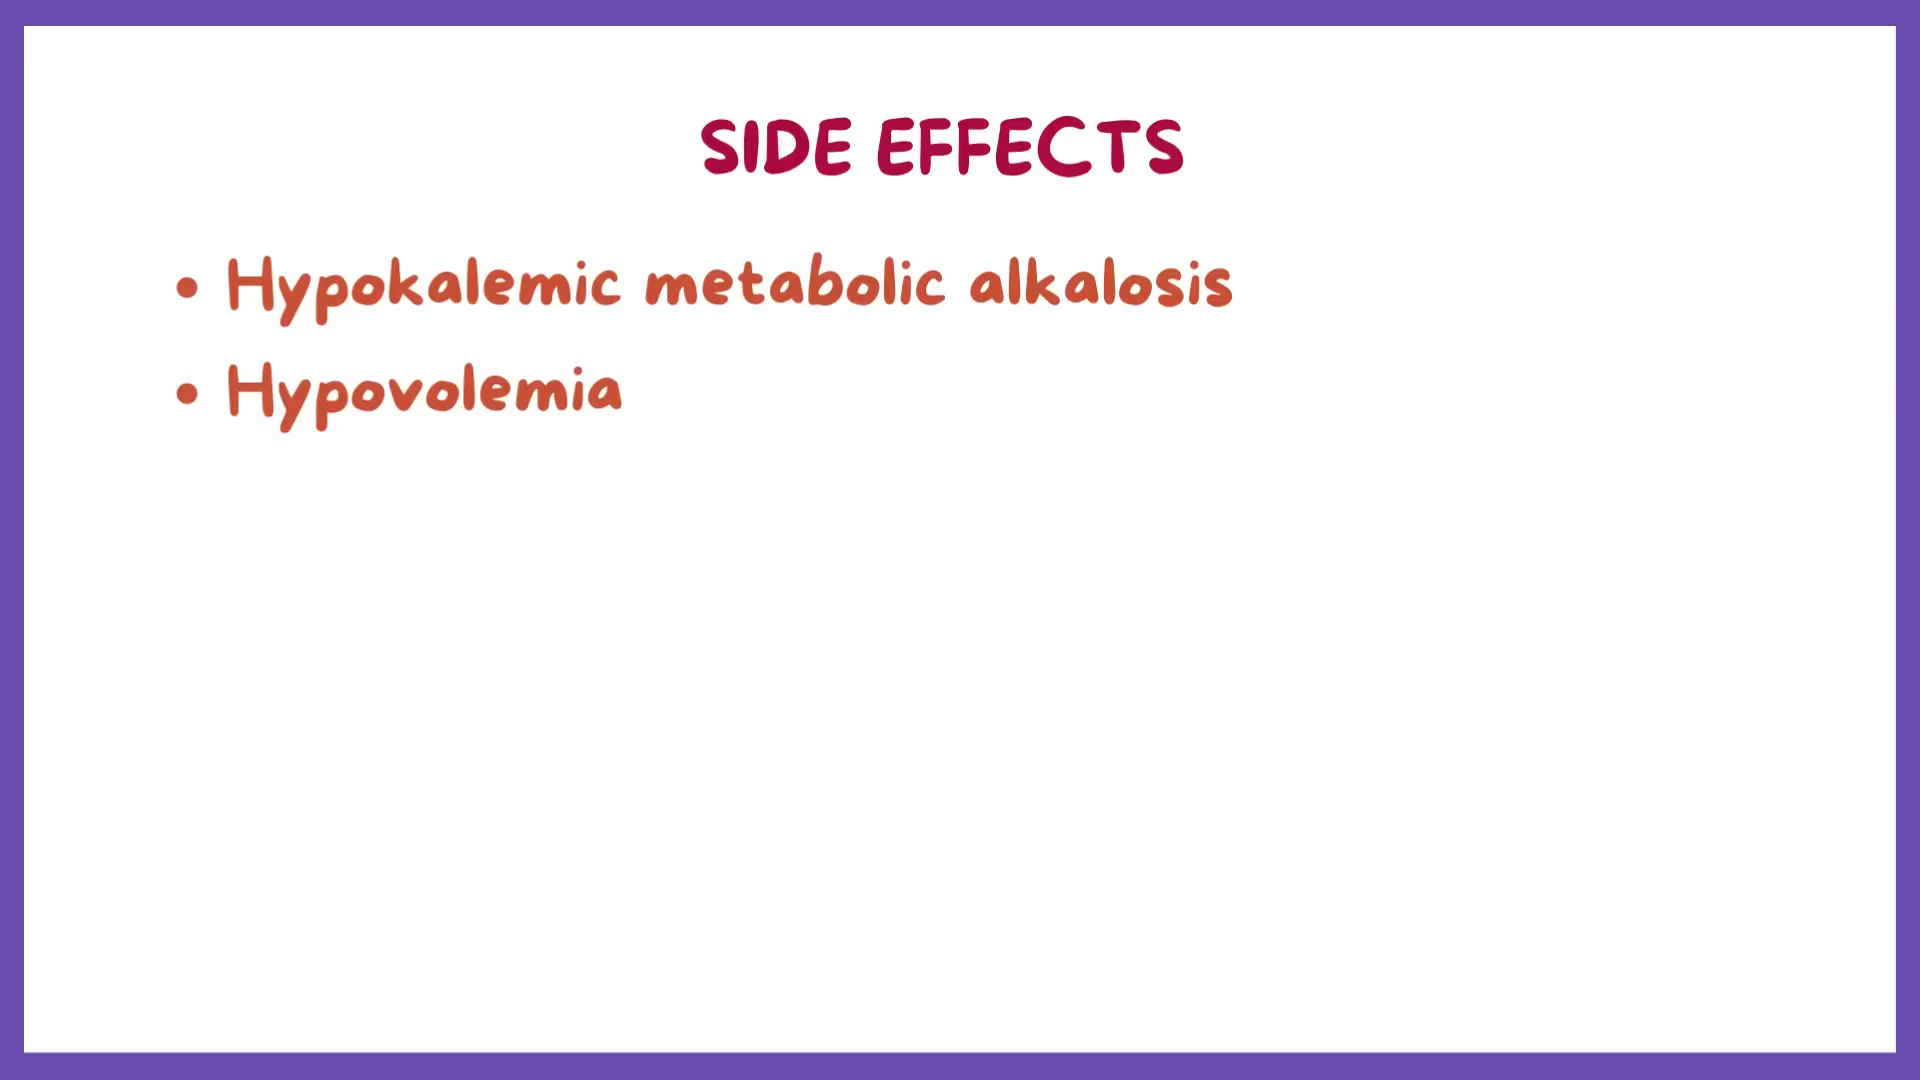 SIDE EFFECTS
• Hypokalemic metabolic alkalosis
• Hypovolemia